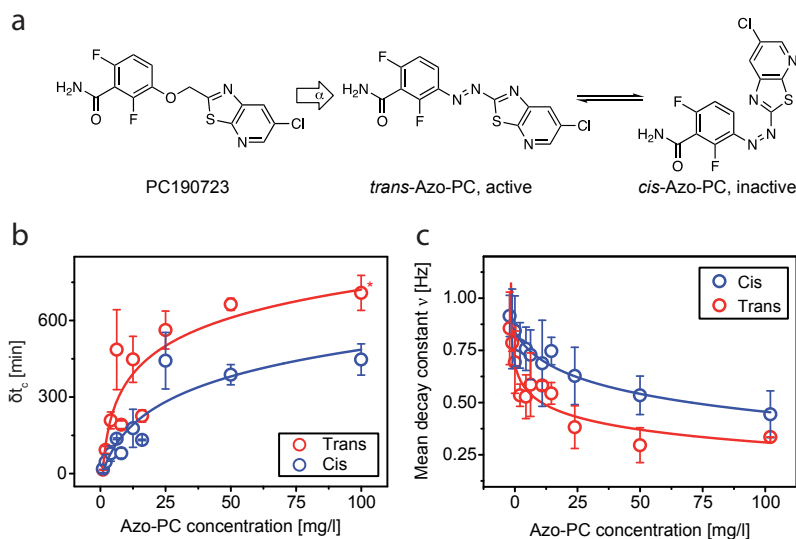 a
F
H₂N
O
F
O
N
S
N
Cl
PC190723
α
F
H₂N
O
F
N
N
N
S
N
Cl
trans-Azo-PC, active
Cl
N
N
S
F
H₂N
O
F
N
N
cis-Azo-PC, inactive
b
δt꜀ [min]
600
300
0
0
25
50
75
100
*
Trans
Cis
Azo-PC concentration [mg/l]
c
Mean decay constant ν [Hz]
1.00
0.75
0.50
0.25
0
25
50
75
100
Cis
Trans
Azo-PC concentration [mg/l]